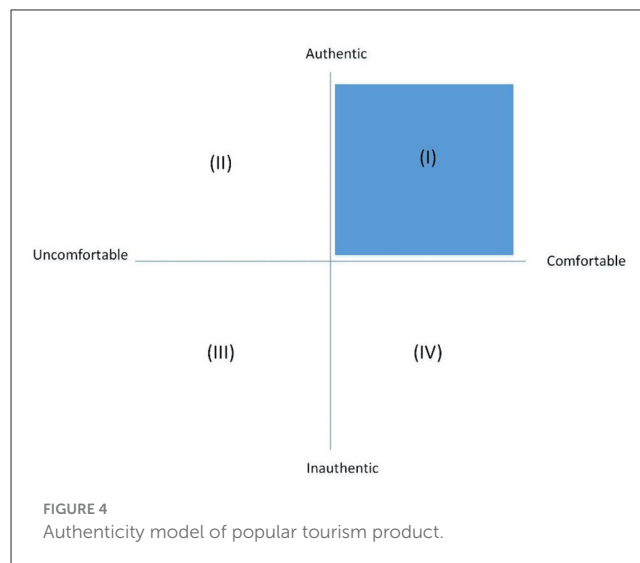 Authentic
(II)
(I)
Uncomfortable
Comfortable
(III)
(IV)
Inauthentic
FIGURE 4
Authenticity model of popular tourism product.